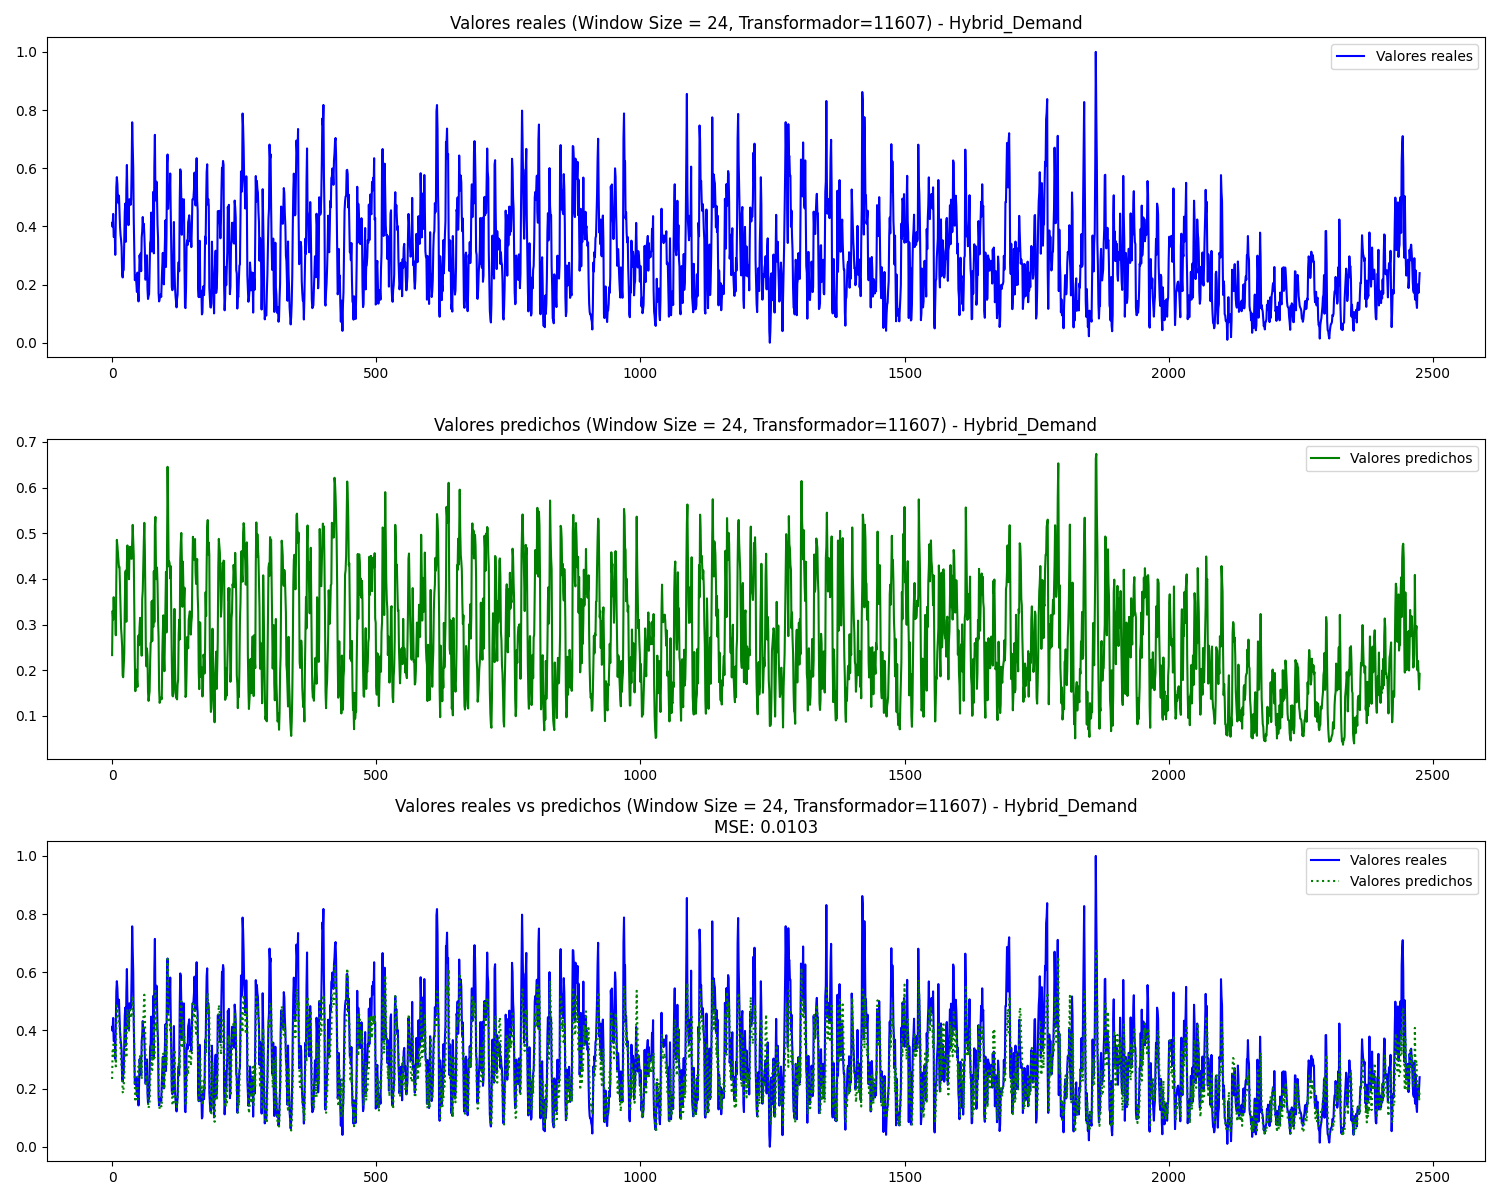 Valores reales (Window Size = 24, Transformador=11607) - Hybrid_Demand
Valores reales
1.0
0.8
0.6
0.4
0.2
0.0
0 500 1000 1500 2000 2500
Valores predichos (Window Size = 24, Transformador=11607) - Hybrid_Demand
Valores predichos
0.7
0.6
0.5
0.4
0.3
0.2
0.1
0 500 1000 1500 2000 2500
Valores reales vs predichos (Window Size = 24, Transformador=11607) - Hybrid_Demand
MSE: 0.0103
Valores reales
Valores predichos
1.0
0.8
0.6
0.4
0.2
0.0
0 500 1000 1500 2000 2500